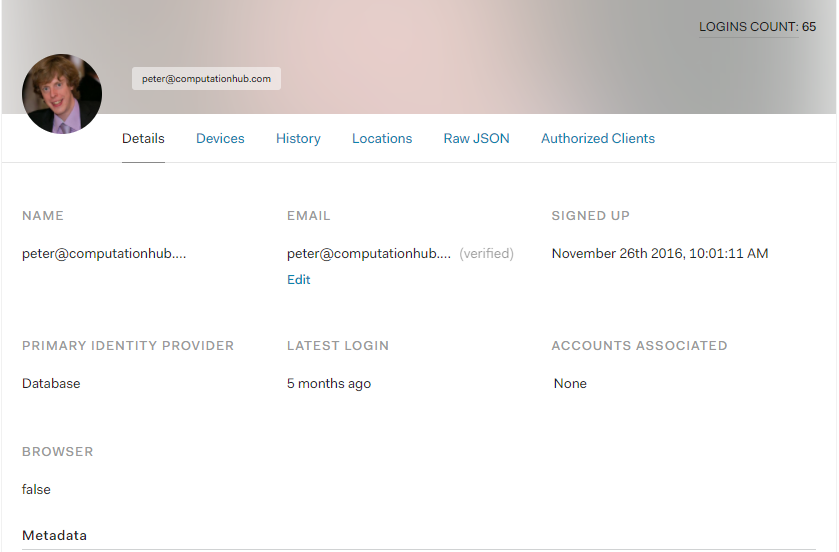 LOGINS COUNT: 65
peter@computationhub.com
Details Devices History Locations Raw JSON Authorized Clients
NAME EMAIL SIGNED UP
peter@computationhub.... peter@computationhub.... (verified) November 26th 2016, 10:01:11 AM
Edit
PRIMARY IDENTITY PROVIDER LATEST LOGIN ACCOUNTS ASSOCIATED
Database 5 months ago None
BROWSER
false
Metadata